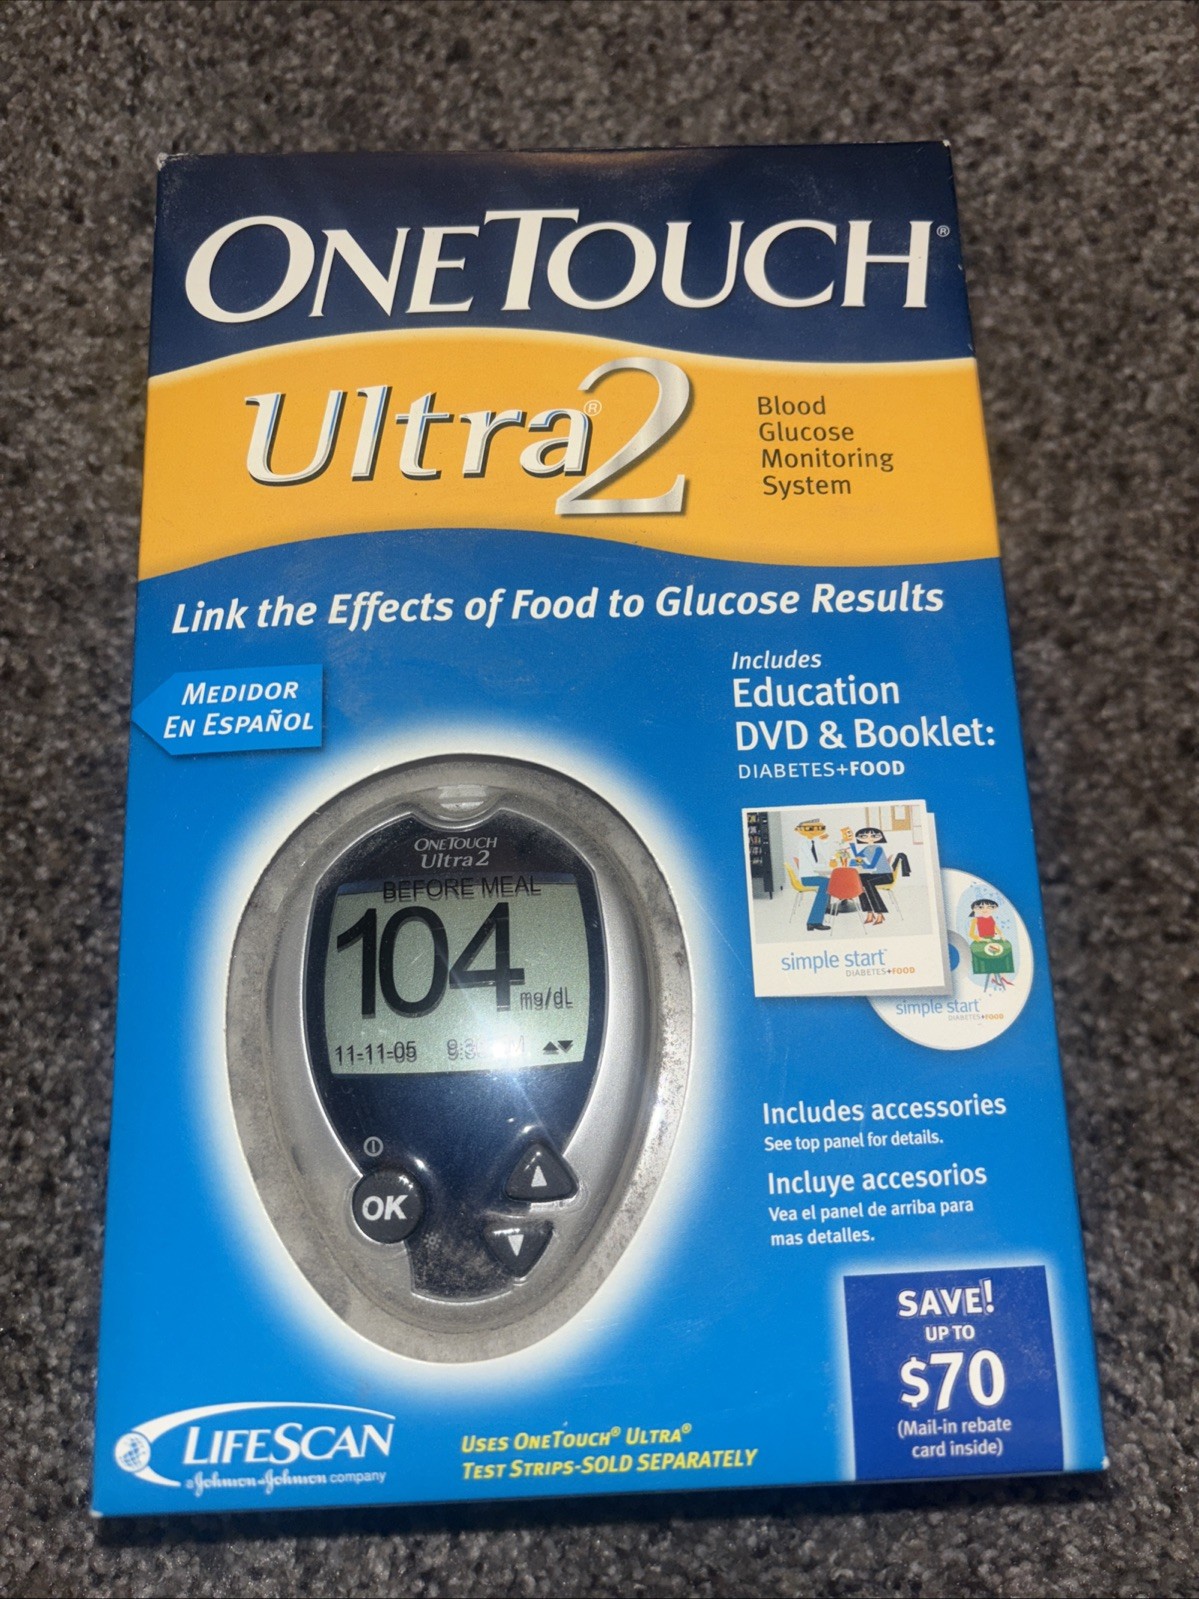 ONETOUCH®
Ultra®2
Blood
Glucose
Monitoring
System
Link the Effects of Food to Glucose Results
MEDIDOR
EN ESPAÑOL
Includes
Education
DVD & Booklet:
DIABETES+FOOD
ONETOUCH
Ultra2
BEFORE MEAL
104
mg/dL
11-11-05
OK
simple start™
DIABETES+FOOD
simple start
DIABETES+FOOD
Includes accessories
See top panel for details.
Incluye accesorios
Vea el panel de arriba para
mas detalles.
SAVE!
UP TO
$70
(Mail-in rebate
card inside)
LIFESCAN
a Johnson+Johnson company
USES ONETOUCH® ULTRA®
TEST STRIPS-SOLD SEPARATELY